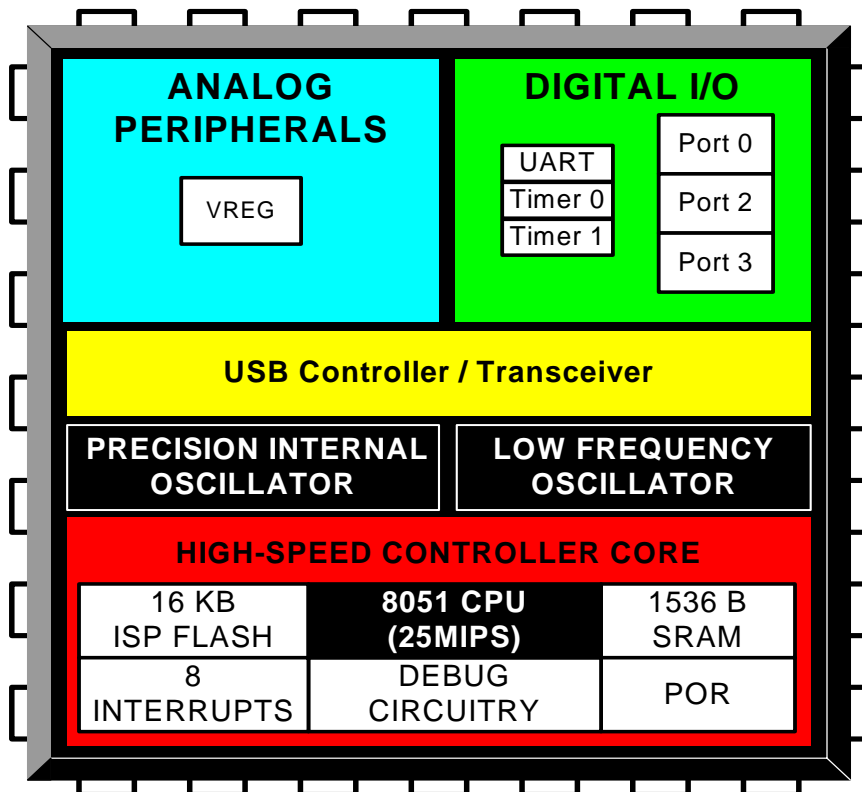 ANALOG
PERIPHERALS
VREG
DIGITAL I/O
UART
Timer 0
Timer 1
Port 0
Port 2
Port 3
USB Controller / Transceiver
PRECISION INTERNAL
OSCILLATOR
LOW FREQUENCY
OSCILLATOR
HIGH-SPEED CONTROLLER CORE
16 KB
ISP FLASH
8051 CPU
(25MIPS)
1536 B
SRAM
8
INTERRUPTS
DEBUG
CIRCUITRY
POR